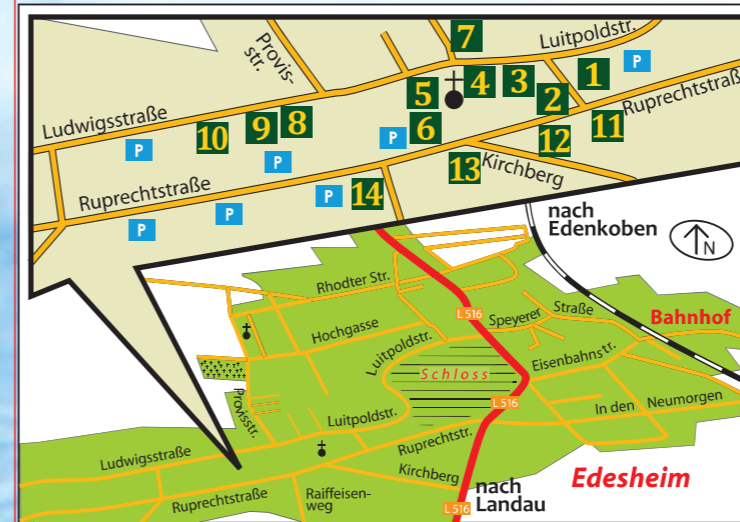 7
Luitpoldstr.
Provis-
str.
4
3
1
P
5
2
Ruprechtstraß
Ludwigsstraße
10
9
8
P
6
12
11
P
P
13
Kirchberg
Ruprechtstraße
P
14
P
P
nach
Edenkoben
N
Rhodter Str.
L 516
Speyerer
Straße
Bahnhof
Hochgasse
Luitpoldstr.
Schloss
Eisenbahnstr.
Provisstr.
L 516
In den Neumorgen
Luitpoldstr.
Ludwigsstraße
Ruprechtstr.
Kirchberg
Edesheim
Ruprechtstraße
Raiffeisen-
weg
L 516
nach
Landau